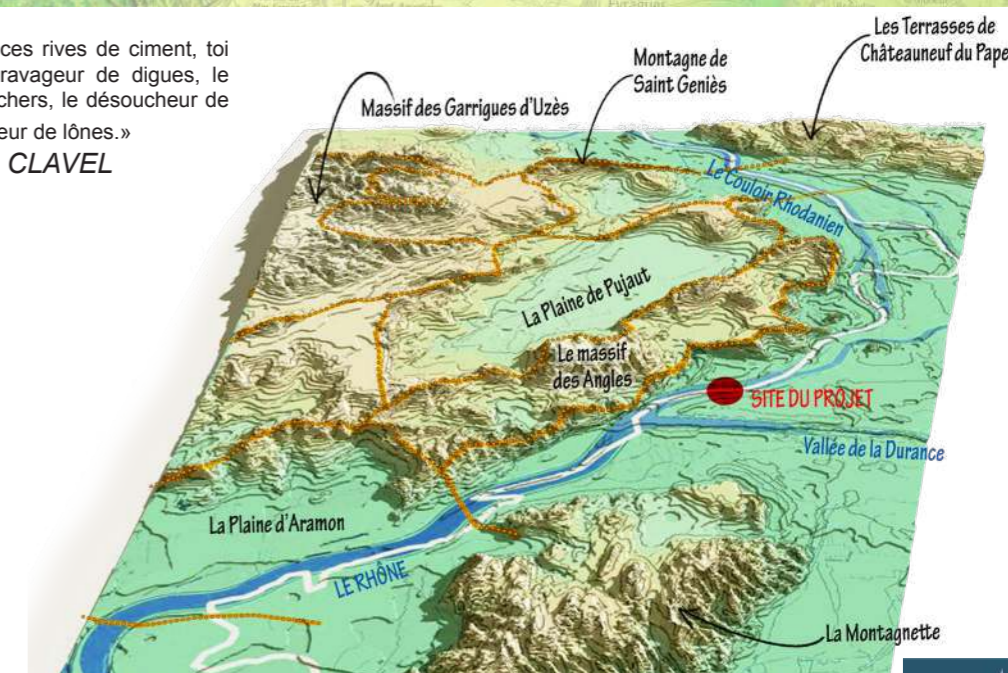 ces rives de ciment, toi
ravageur de digues, le
chers, le désoucheur de
eur de lônes.»
CLAVEL
Les Terrasses de
Châteauneuf du Pape
Montagne de
Saint Geniès
Massif des Garrigues d'Uzès
Le Couloir Rhodanien
La Plaine de Pujaut
Le massif
des Angles
SITE DU PROJET
Vallée de la Durance
La Plaine d'Aramon
LE RHÔNE
La Montagnette